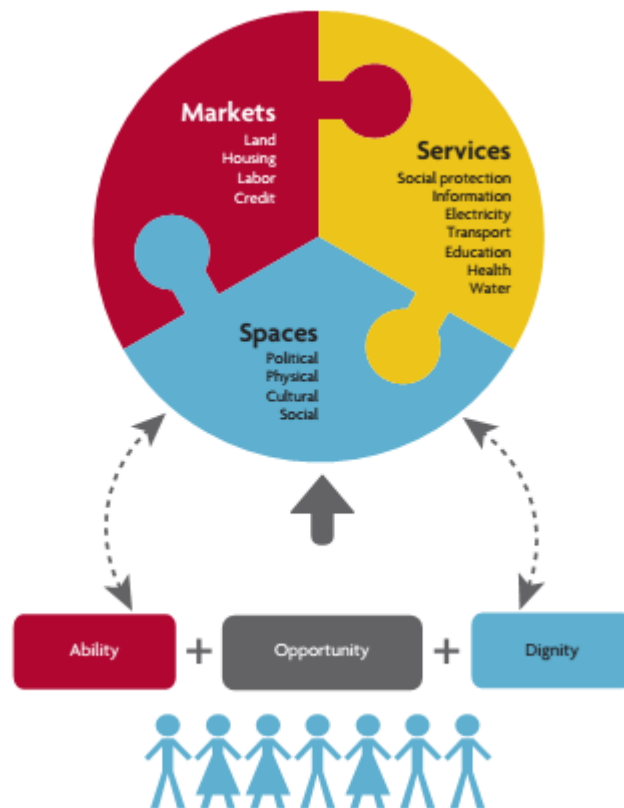 Markets
Land
Housing
Labor
Credit
Services
Social protection
Information
Electricity
Transport
Education
Health
Water
Spaces
Political
Physical
Cultural
Social
Ability + Opportunity + Dignity